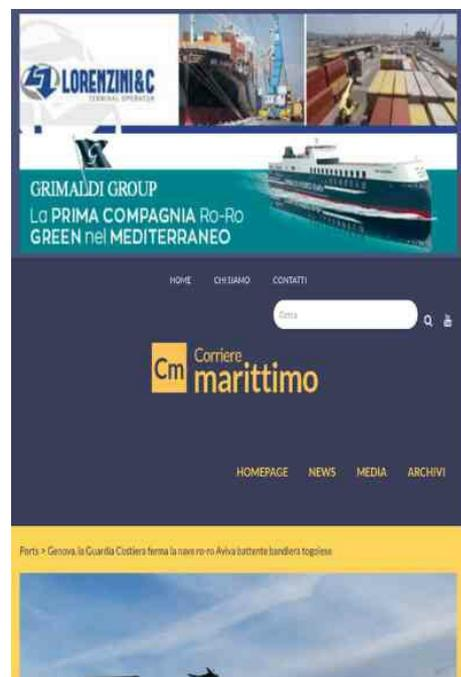 LORENZINI&C
TERMINAL OPERATOR
GRIMALDI GROUP
La PRIMA COMPAGNIA Ro-Ro
GREEN nel MEDITERRANEO
HOME CHI SIAMO CONTATTI
Cerca
Cm Corriere
marittimo
HOMEPAGE NEWS MEDIA ARCHIVI
Ports > Genova, la Guardia Costiera ferma la nave ro-ro Aviva battente bandiera togolese